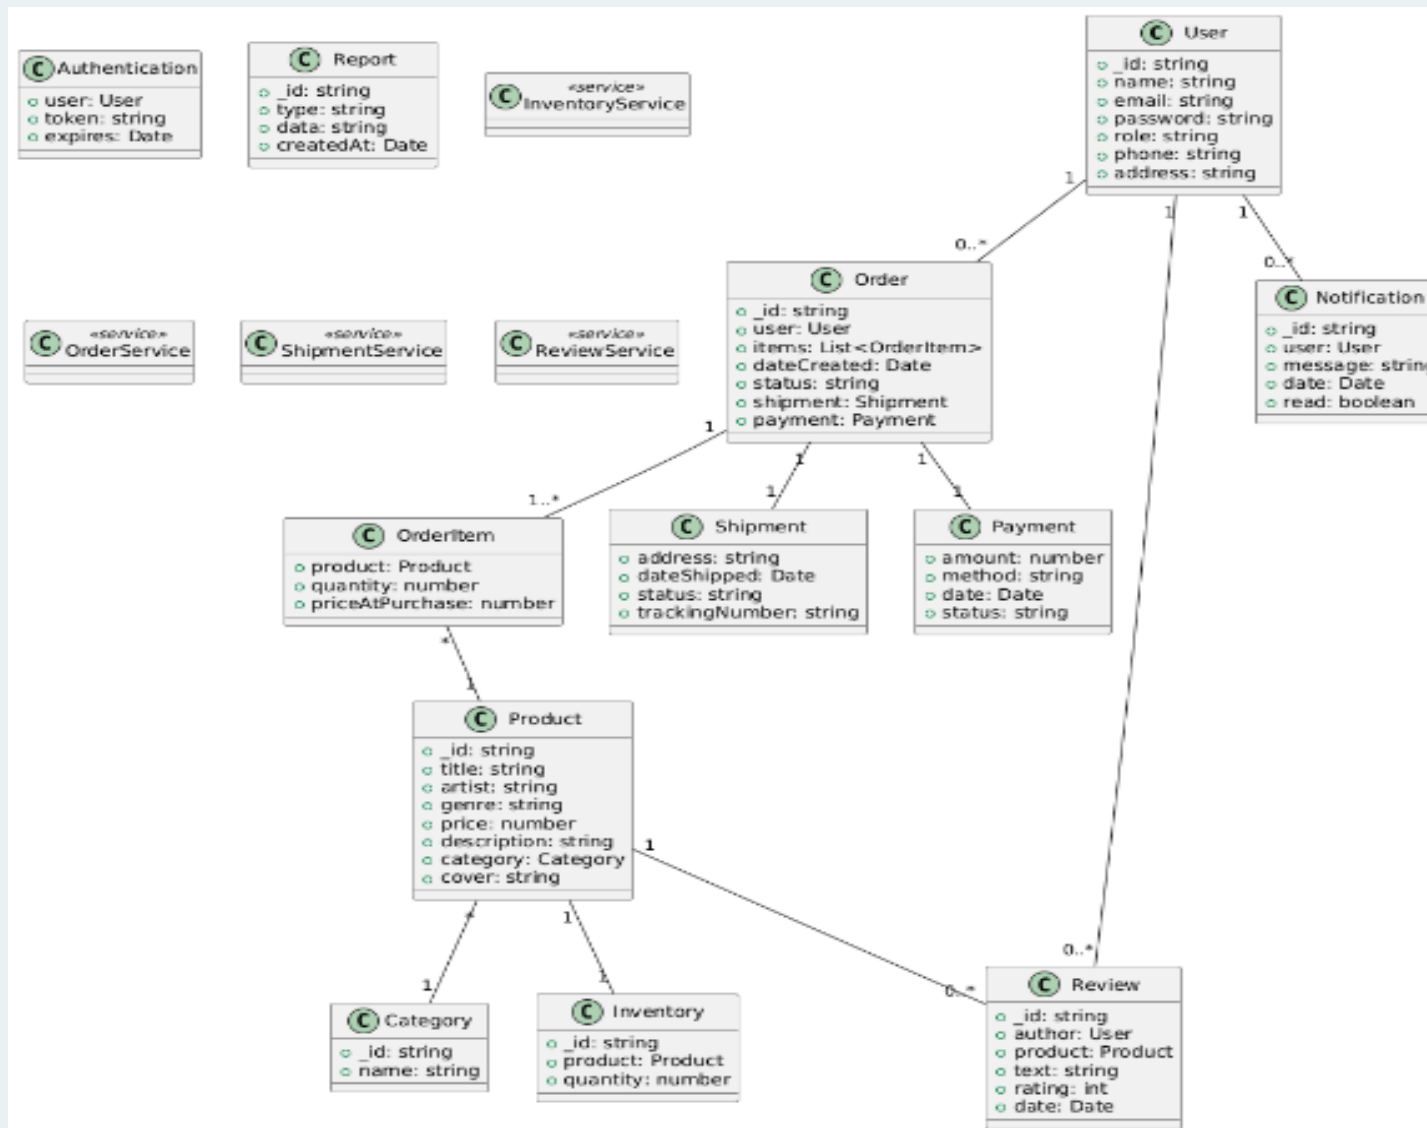 C Authentication
user: User
token: string
expires: Date
C Report
_id: string
type: string
data: string
createdAt: Date
C «service»
InventoryService
C User
_id: string
name: string
email: string
password: string
role: string
phone: string
address: string
1
0..*
1
0..*
1
0..*
C «service»
OrderService
C «service»
ShipmentService
C «service»
ReviewService
C Order
_id: string
user: User
items: List<OrderItem>
dateCreated: Date
status: string
shipment: Shipment
payment: Payment
C Notification
_id: string
user: User
message: string
date: Date
read: boolean
1
1..*
1
1
1
1
C OrderItem
product: Product
quantity: number
priceAtPurchase: number
C Shipment
address: string
dateShipped: Date
status: string
trackingNumber: string
C Payment
amount: number
method: string
date: Date
status: string
*
1
C Product
_id: string
title: string
artist: string
genre: string
price: number
description: string
category: Category
cover: string
1
0..*
*
1
1
1
C Category
_id: string
name: string
C Inventory
_id: string
product: Product
quantity: number
C Review
_id: string
author: User
product: Product
text: string
rating: int
date: Date